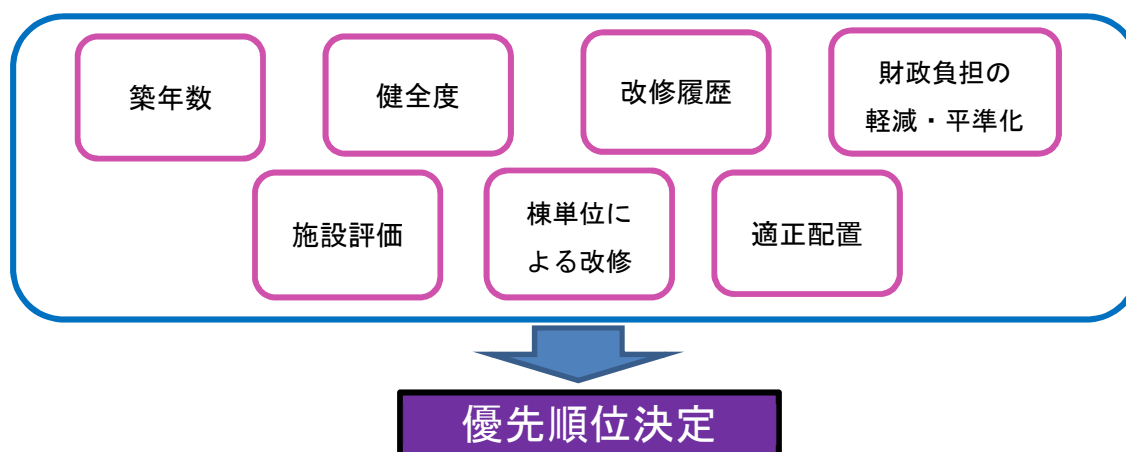 築年数
健全度
改修履歴
財政負担の
軽減・平準化
施設評価
棟単位に
よる改修
適正配置
優先順位決定